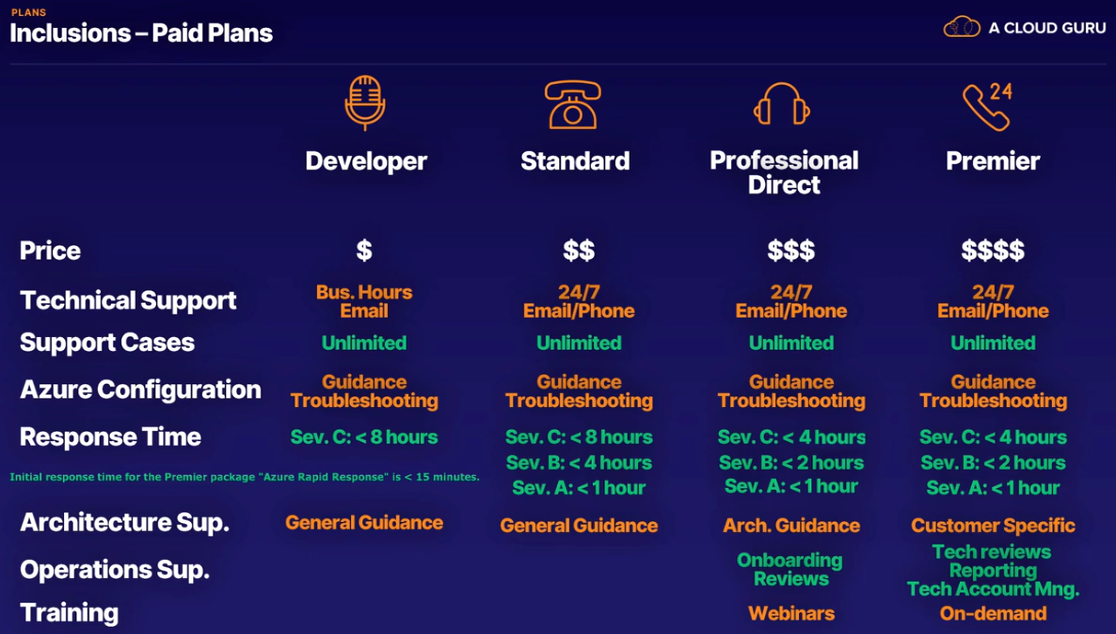 PLANS
Inclusions – Paid Plans
A CLOUD GURU
24
Developer Standard Professional Direct Premier
Price $ $$ $$$ $$$$
Technical Support
Bus. Hours 24/7 24/7 24/7
Email Email/Phone Email/Phone Email/Phone
Support Cases Unlimited Unlimited Unlimited Unlimited
Azure Configuration
Guidance Guidance Guidance Guidance
Troubleshooting Troubleshooting Troubleshooting Troubleshooting
Response Time Sev. C: < 8 hours Sev. C: < 8 hours Sev. C: < 4 hours Sev. C: < 4 hours
Sev. B: < 4 hours Sev. B: < 2 hours Sev. B: < 2 hours
Initial response time for the Premier package "Azure Rapid Response" is < 15 minutes.
Sev. A: < 1 hour Sev. A: < 1 hour Sev. A: < 1 hour
Architecture Sup. General Guidance General Guidance Arch. Guidance Customer Specific
Operations Sup.
Onboarding
Reviews
Tech reviews
Reporting
Tech Account Mng.
Training Webinars On-demand